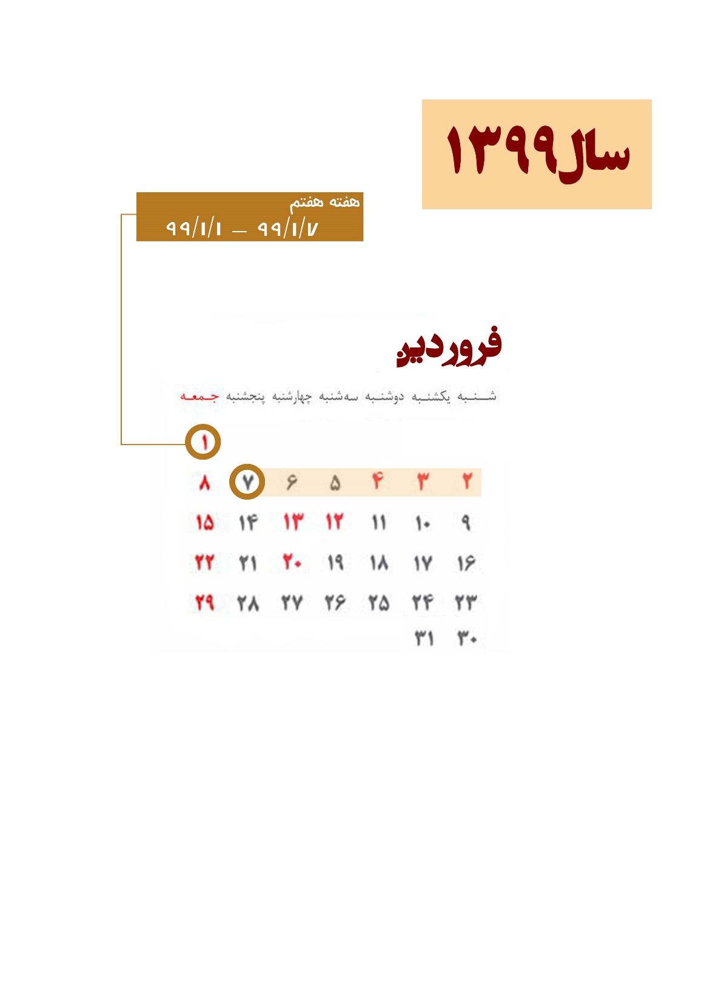 سال ۱۳۹۹
هفته هفتم
۹۹/۱/۱ – ۹۹/۱/۷
فروردین
شنبه یکشنبه دوشنبه سه‌شنبه چهارشنبه پنجشنبه جمعه
۱
۲ ۳ ۴ ۵ ۶ ۷ ۸
۹ ۱۰ ۱۱ ۱۲ ۱۳ ۱۴ ۱۵
۱۶ ۱۷ ۱۸ ۱۹ ۲۰ ۲۱ ۲۲
۲۳ ۲۴ ۲۵ ۲۶ ۲۷ ۲۸ ۲۹
۳۰ ۳۱